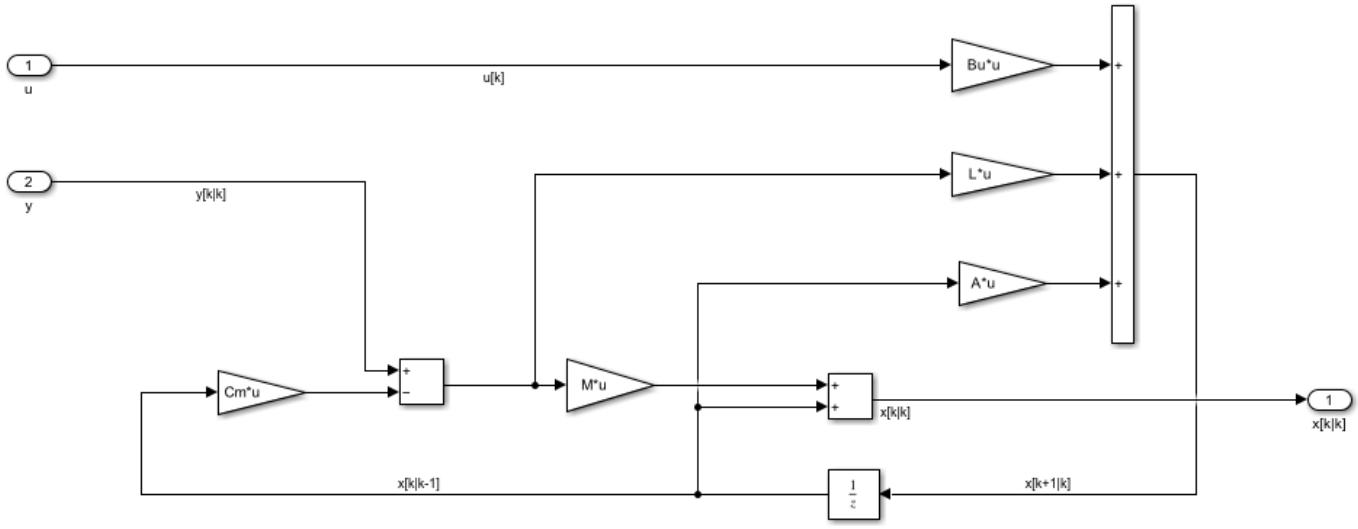 1
u
u[k]
Bu*u
+
2
y
y[k|k]
L*u
+
A*u
+
Cm*u
+
−
M*u
+
+
x[k|k]
1
x[k|k]
x[k|k-1]
1
z
x[k+1|k]